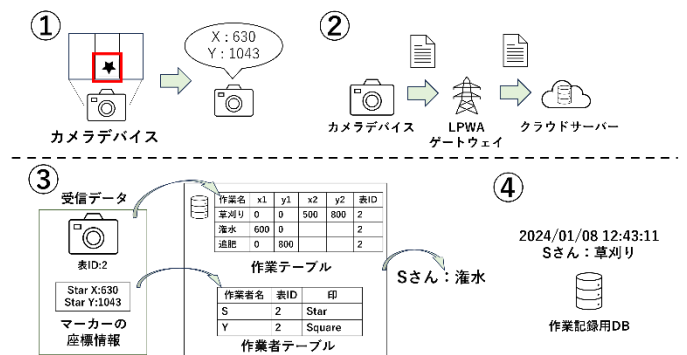 ①
X：630
Y：1043
カメラデバイス
②
カメラデバイス
LPWA
ゲートウェイ
クラウドサーバー
③
受信データ
表ID:2
Star X:630
Star Y:1043
マーカーの
座標情報
作業名 x1 y1 x2 y2 表ID
草刈り 0 0 500 800 2
潅水 600 0 2
追肥 0 800 2
作業テーブル
作業者名 表ID 印
S 2 Star
Y 2 Square
作業者テーブル
Sさん：潅水
④
2024/01/08 12:43:11
Sさん：草刈り
作業記録用DB